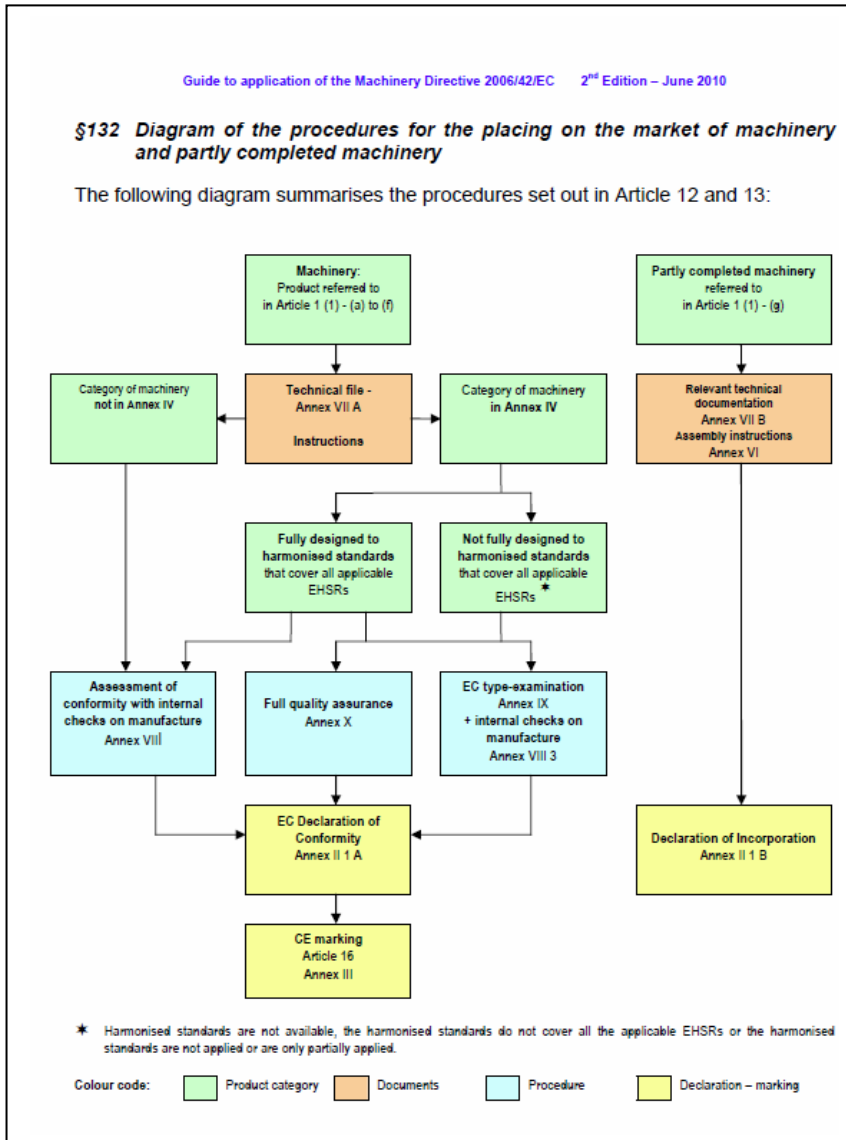 Guide to application of the Machinery Directive 2006/42/EC 2nd Edition – June 2010
§132 Diagram of the procedures for the placing on the market of machinery
and partly completed machinery
The following diagram summarises the procedures set out in Article 12 and 13:
Machinery:
Product referred to
in Article 1 (1) - (a) to (f)
Partly completed machinery
referred to
in Article 1 (1) - (g)
Category of machinery
not in Annex IV
Technical file -
Annex VII A
Instructions
Category of machinery
in Annex IV
Relevant technical
documentation
Annex VII B
Assembly instructions
Annex VI
Fully designed to
harmonised standards
that cover all applicable
EHSRs
Not fully designed to
harmonised standards
that cover all applicable
EHSRs *
Assessment of
conformity with internal
checks on manufacture
Annex VIII
Full quality assurance
Annex X
EC type-examination
Annex IX
+ internal checks on
manufacture
Annex VIII 3
EC Declaration of
Conformity
Annex II 1 A
Declaration of Incorporation
Annex II 1 B
CE marking
Article 16
Annex III
* Harmonised standards are not available, the harmonised standards do not cover all the applicable EHSRs or the harmonised
standards are not applied or are only partially applied.
Colour code: Product category Documents Procedure Declaration – marking